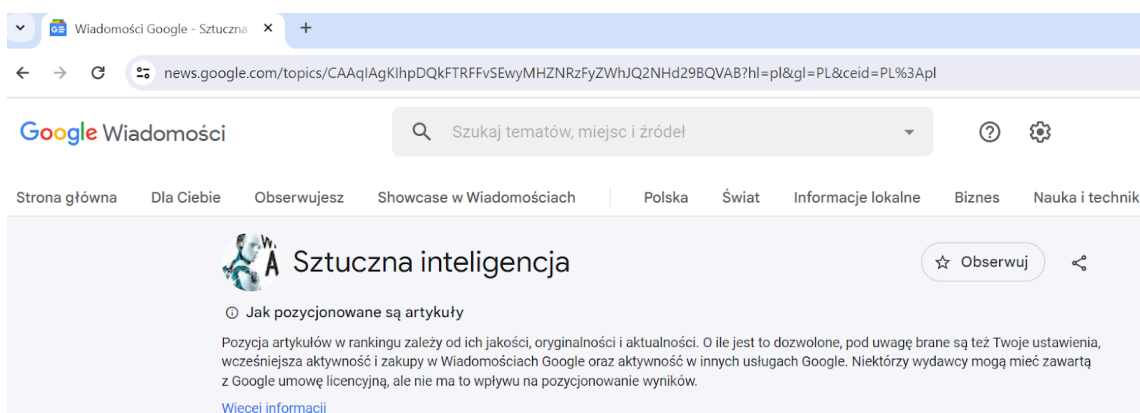 Wiadomości Google - Sztuczna
news.google.com/topics/CAAqIAgKIhpDQkFTRFFvSEwyMHZNRzFyZWhJQ2NHd29BQVAB?hl=pl&gl=PL&ceid=PL%3Apl
Google Wiadomości
Szukaj tematów, miejsc i źródeł
Strona główna Dla Ciebie Obserwujesz Showcase w Wiadomościach Polska Świat Informacje lokalne Biznes Nauka i technik
W. A
Sztuczna inteligencja
Obserwuj
Jak pozycjonowane są artykuły
Pozycja artykułów w rankingu zależy od ich jakości, oryginalności i aktualności. O ile jest to dozwolone, pod uwagę brane są też Twoje ustawienia,
wcześniejsza aktywność i zakupy w Wiadomościach Google oraz aktywność w innych usługach Google. Niektórzy wydawcy mogą mieć zawartą
z Google umowę licencyjną, ale nie ma to wpływu na pozycjonowanie wyników.
Więcej informacji